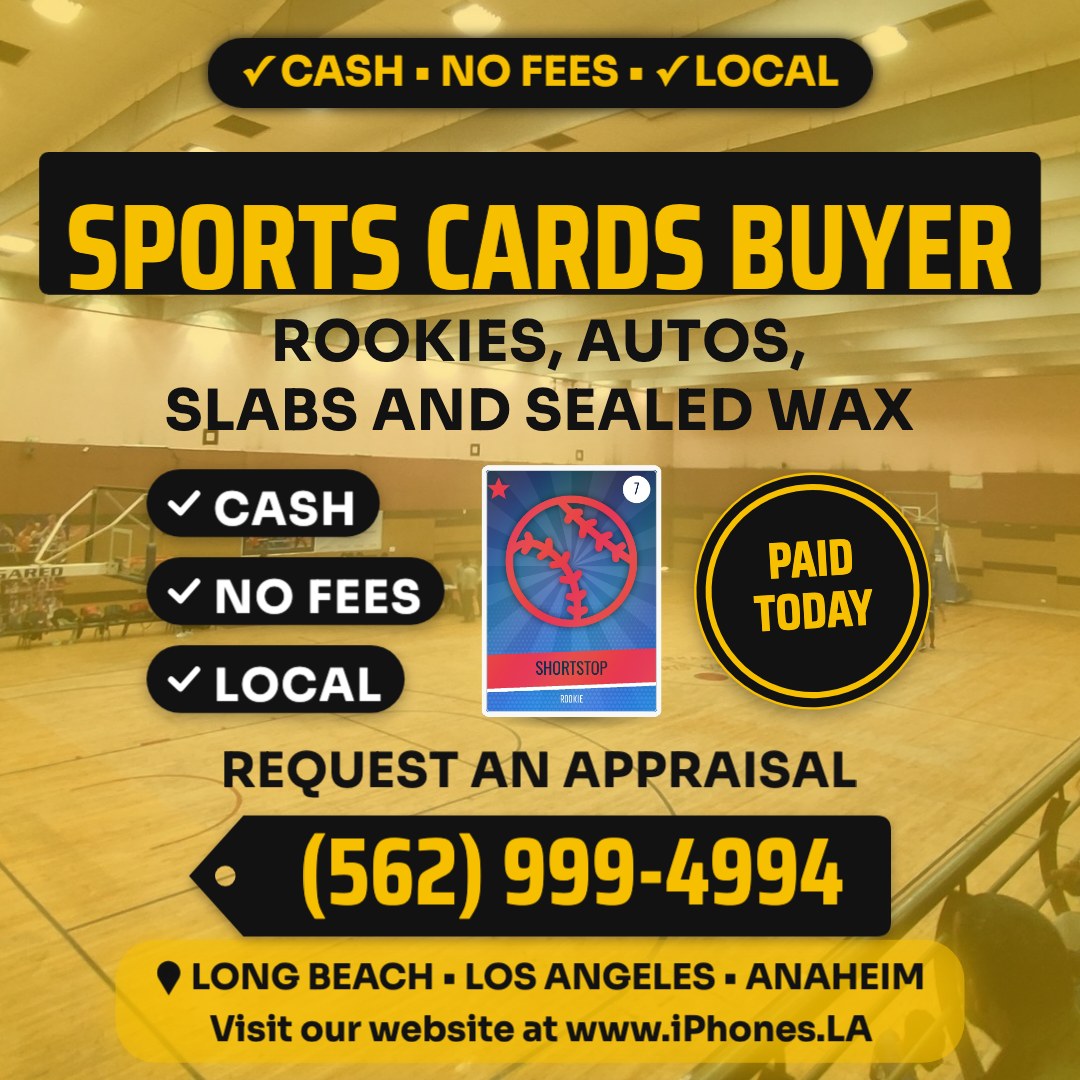 ✓CASH ▪ NO FEES ▪ ✓LOCAL
SPORTS CARDS BUYER
ROOKIES, AUTOS,
SLABS AND SEALED WAX
✓ CASH
✓ NO FEES
✓ LOCAL
7
SHORTSTOP
ROOKIE
PAID
TODAY
REQUEST AN APPRAISAL
(562) 999-4994
LONG BEACH ▪ LOS ANGELES ▪ ANAHEIM
Visit our website at www.iPhones.LA